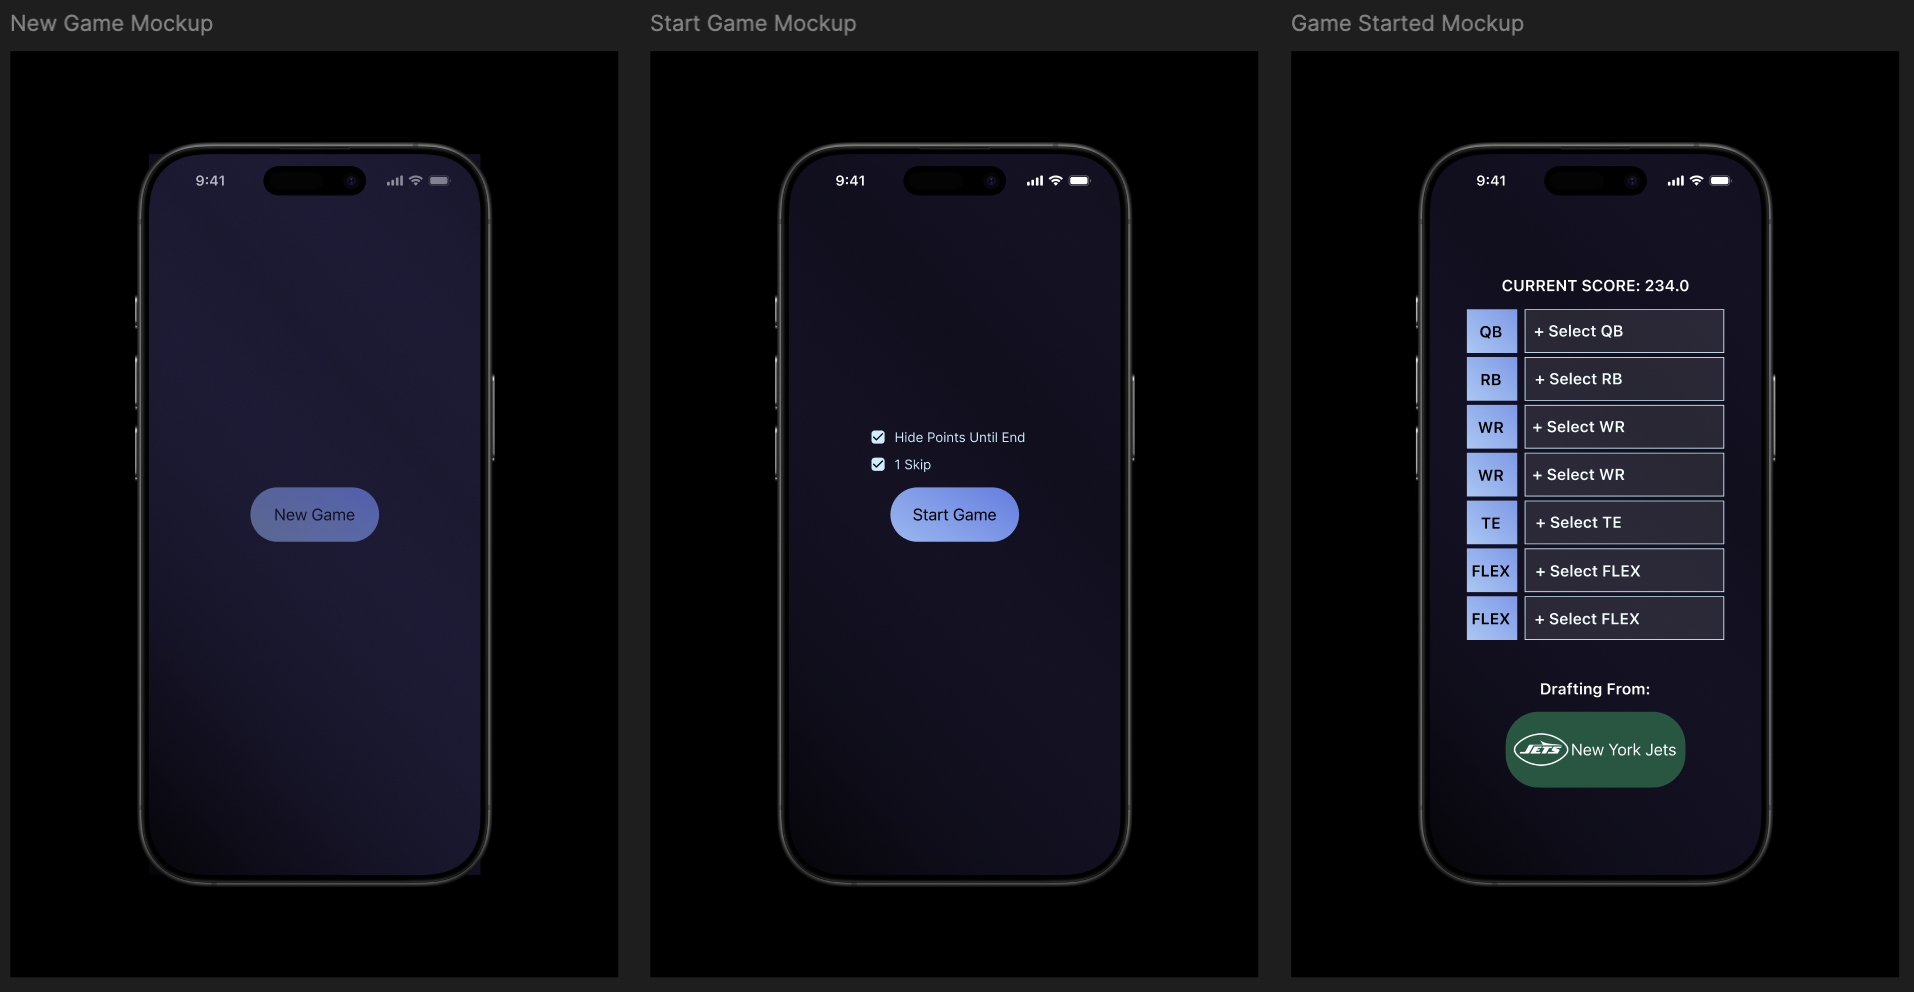 New Game Mockup
9:41
New Game
Start Game Mockup
9:41
Hide Points Until End
1 Skip
Start Game
Game Started Mockup
9:41
CURRENT SCORE: 234.0
QB + Select QB
RB + Select RB
WR + Select WR
WR + Select WR
TE + Select TE
FLEX + Select FLEX
FLEX + Select FLEX
Drafting From:
JETS New York Jets